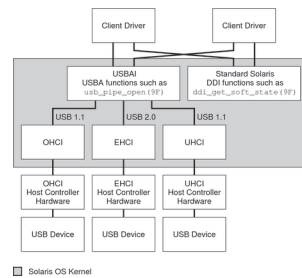 Client Driver
Client Driver
USBAI
USBA functions such as
usb_pipe_open(9F)
Standard Solaris
DDI functions such as
ddi_get_soft_state(9F)
USB 1.1
USB 2.0
USB 1.1
OHCI
EHCI
UHCI
OHCI
Host Controller
Hardware
EHCI
Host Controller
Hardware
UHCI
Host Controller
Hardware
USB Device
USB Device
USB Device
Solaris OS Kernel